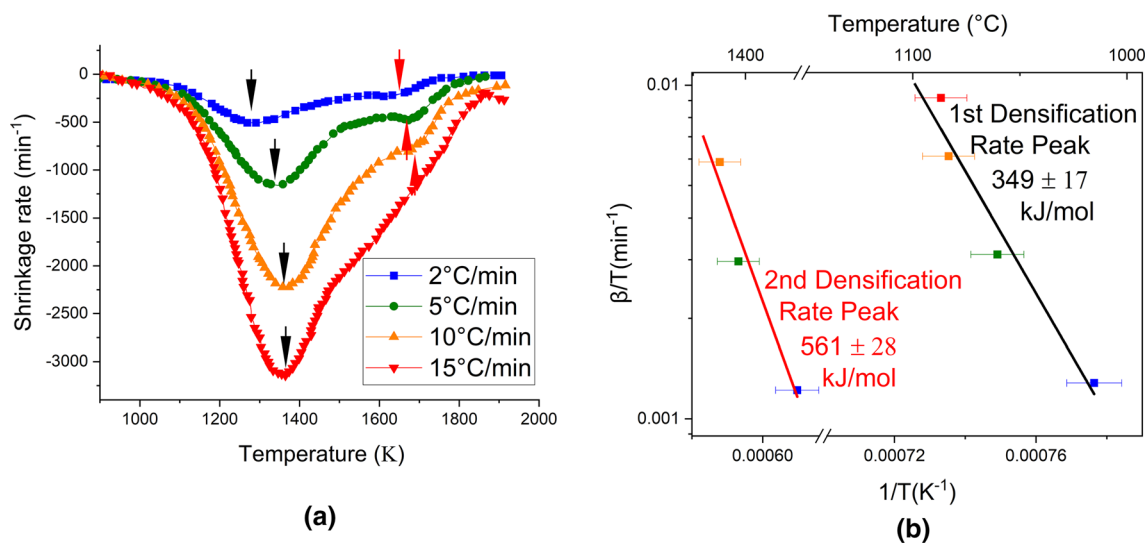 0
-500
-1000
-1500
-2000
-2500
-3000
Shrinkage rate (min⁻¹)
2°C/min
5°C/min
10°C/min
15°C/min
1000 1200 1400 1600 1800 2000
Temperature (K)
(a)
Temperature (°C)
1400 1100 1000
0.01
0.001
β/T(min⁻¹)
1st Densification
Rate Peak
349 ± 17
kJ/mol
2nd Densification
Rate Peak
561 ± 28
kJ/mol
0.00060 0.00072 0.00076
1/T(K⁻¹)
(b)